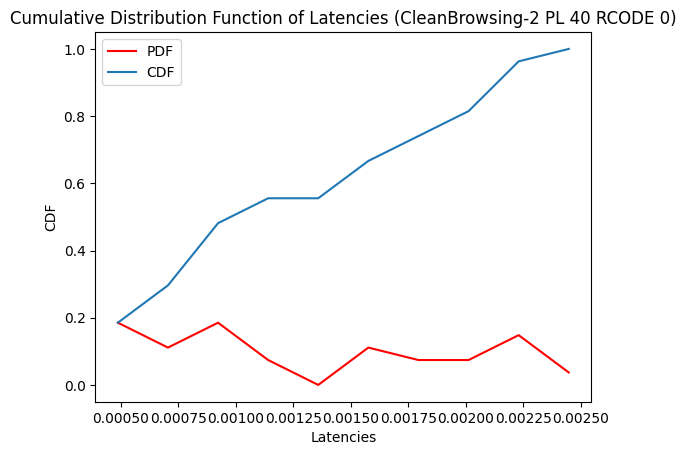 Cumulative Distribution Function of Latencies (CleanBrowsing-2 PL 40 RCODE 0)
PDF
CDF
1.0
0.8
0.6
0.4
0.2
0.0
CDF
0.00050 0.00075 0.00100 0.00125 0.00150 0.00175 0.00200 0.00225 0.00250
Latencies